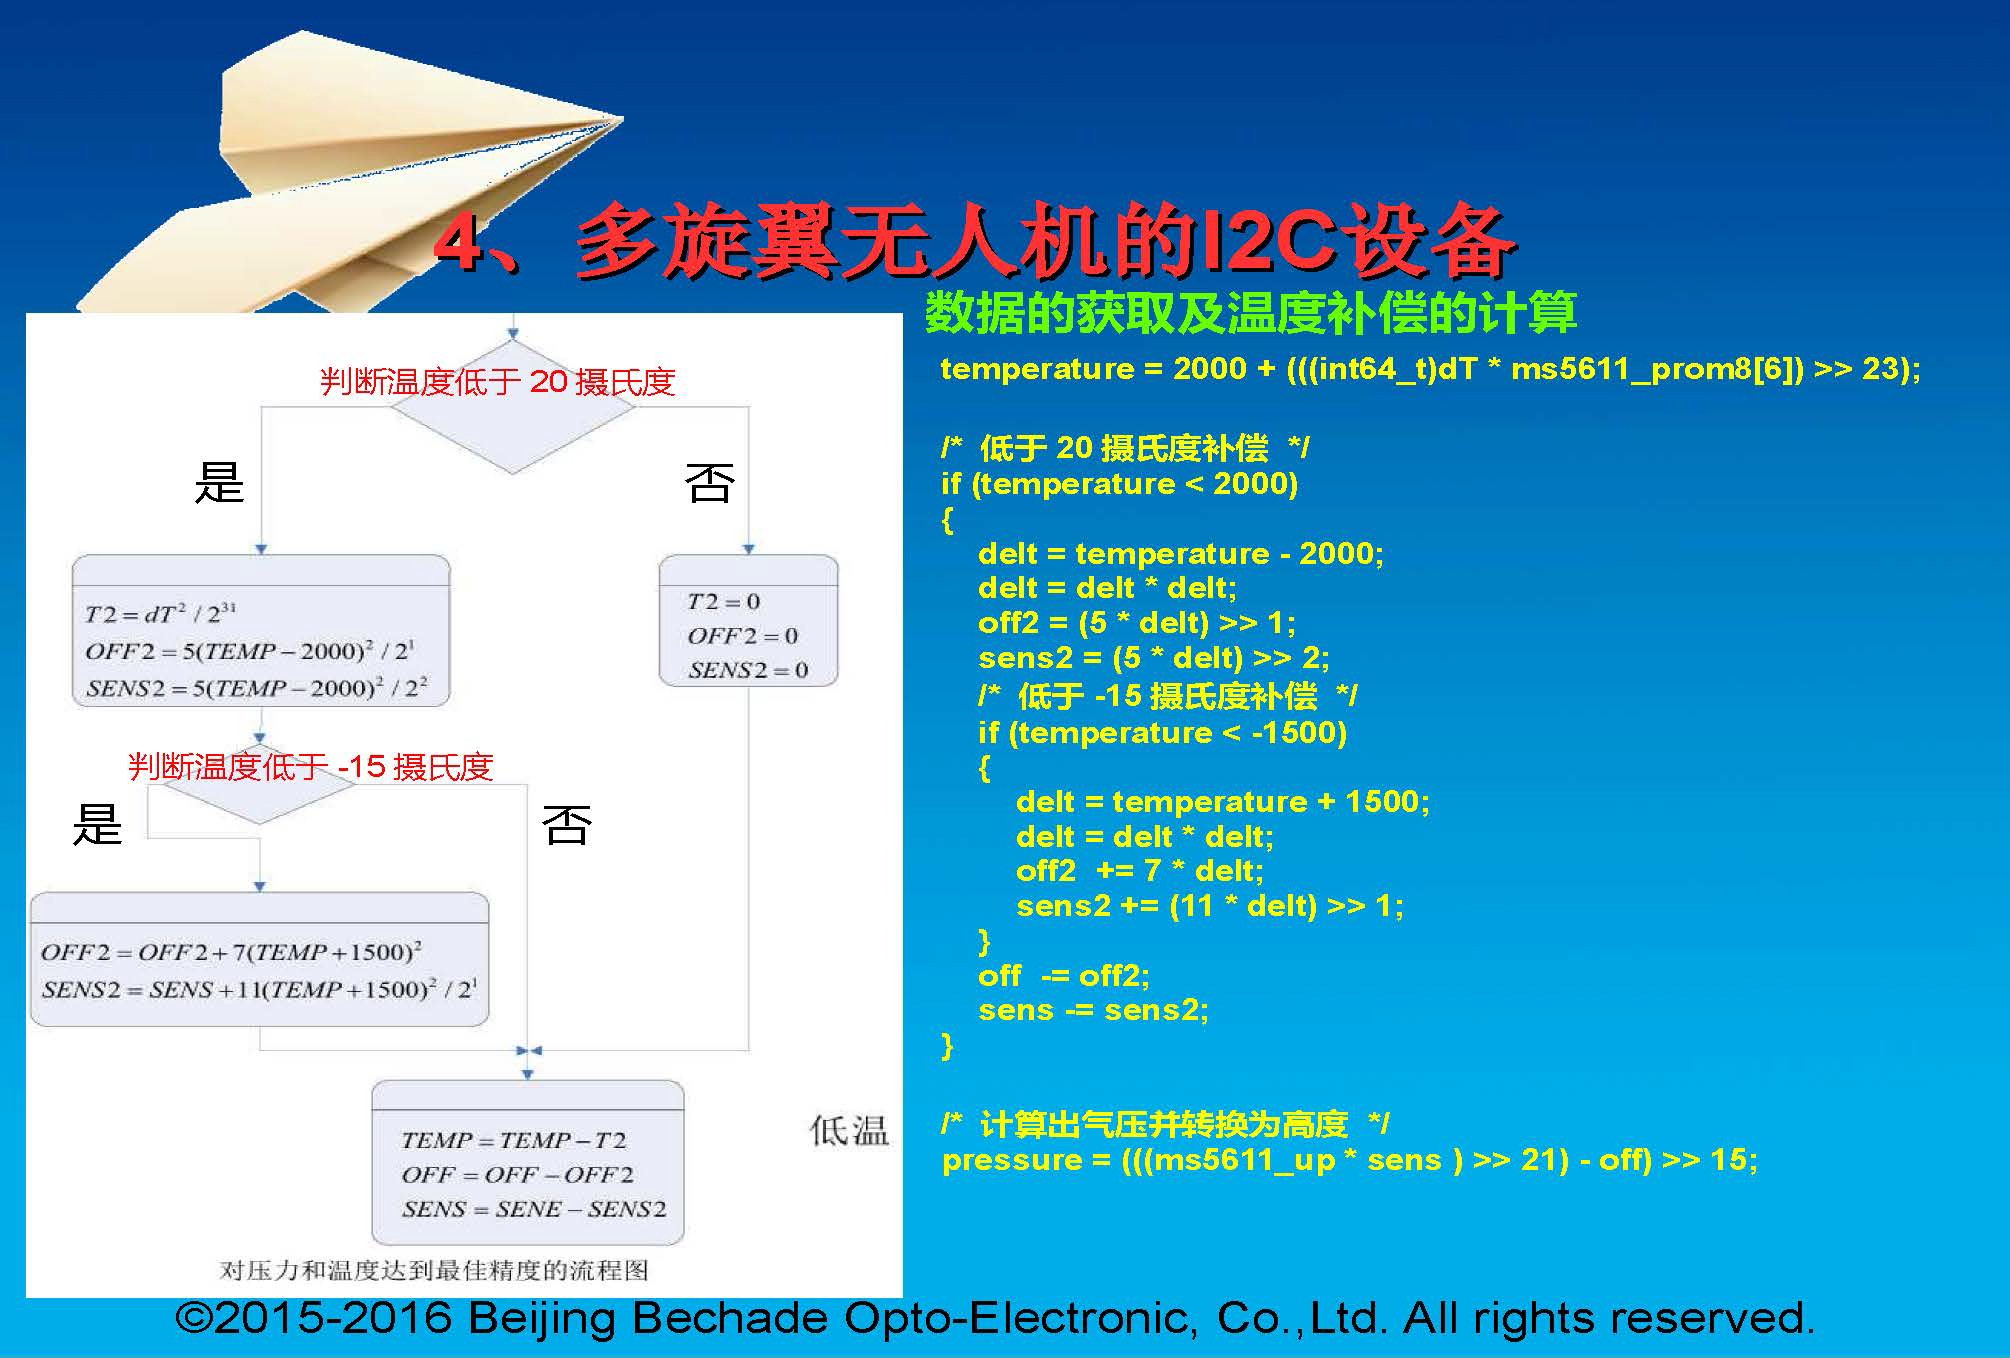 4、多旋翼无人机的I2C设备
数据的获取及温度补偿的计算
判断温度低于 20 摄氏度
是
否
T2 = dT² / 2³¹
OFF2 = 5(TEMP − 2000)² / 2¹
SENS2 = 5(TEMP − 2000)² / 2²
T2 = 0
OFF2 = 0
SENS2 = 0
判断温度低于 -15 摄氏度
是
否
OFF2 = OFF2 + 7(TEMP +1500)²
SENS2 = SENS +11(TEMP +1500)² / 2¹
TEMP = TEMP − T2
OFF = OFF − OFF2
SENS = SENE − SENS2
低温
对压力和温度达到最佳精度的流程图
temperature = 2000 + (((int64_t)dT * ms5611_prom8[6]) >> 23);
/* 低于 20 摄氏度补偿 */
if (temperature < 2000)
{
delt = temperature - 2000;
delt = delt * delt;
off2 = (5 * delt) >> 1;
sens2 = (5 * delt) >> 2;
/* 低于 -15 摄氏度补偿 */
if (temperature < -1500)
{
delt = temperature + 1500;
delt = delt * delt;
off2 += 7 * delt;
sens2 += (11 * delt) >> 1;
}
off -= off2;
sens -= sens2;
}
/* 计算出气压并转换为高度 */
pressure = (((ms5611_up * sens ) >> 21) - off) >> 15;
©2015-2016 Beijing Bechade Opto-Electronic, Co.,Ltd. All rights reserved.